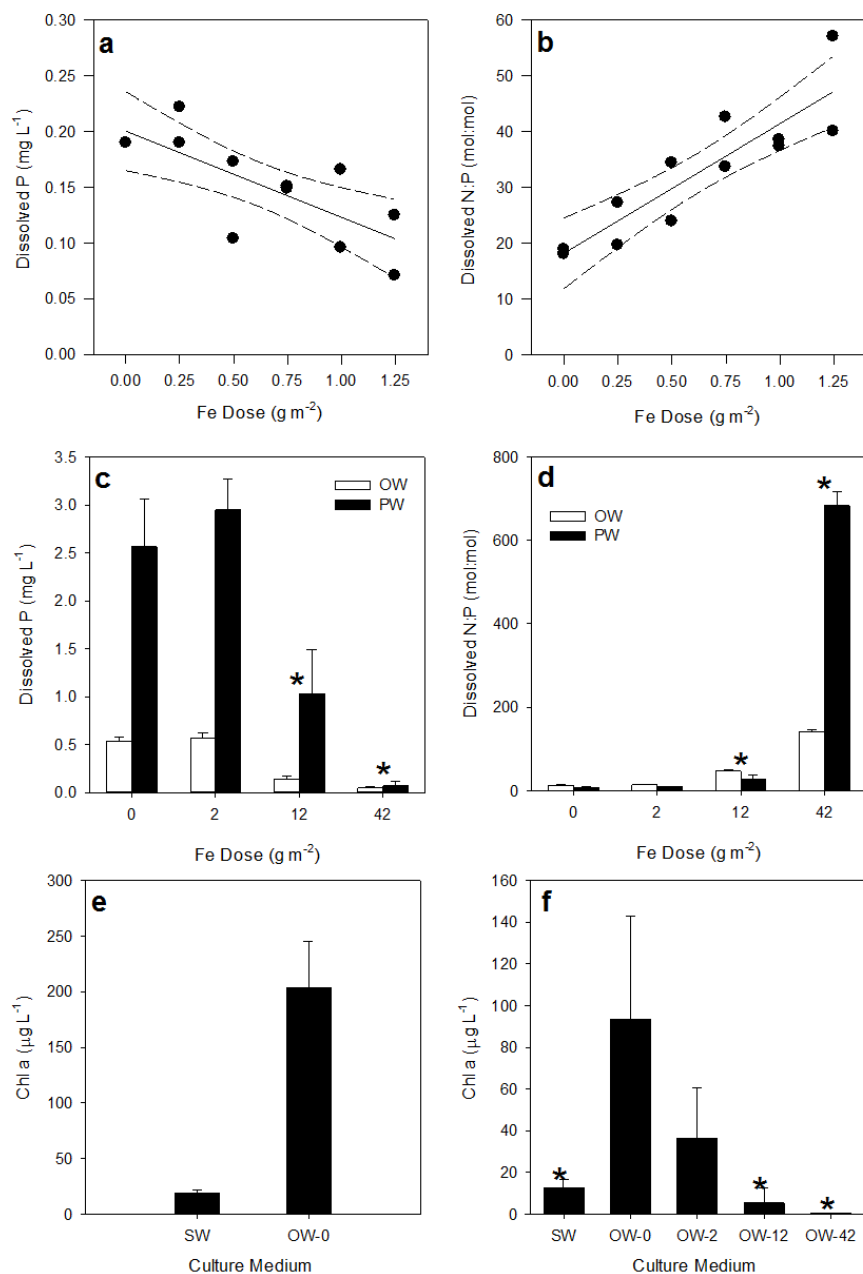 a
Dissolved P (mg L-1)
0.30
0.25
0.20
0.15
0.10
0.05
0.00
0.00 0.25 0.50 0.75 1.00 1.25
Fe Dose (g m-2)
b
Dissolved N:P (mol:mol)
60
50
40
30
20
10
0
0.00 0.25 0.50 0.75 1.00 1.25
Fe Dose (g m-2)
c
OW
PW
Dissolved P (mg L-1)
3.5
3.0
2.5
2.0
1.5
1.0
0.5
0.0
*
*
0 2 12 42
Fe Dose (g m-2)
d
OW
PW
Dissolved N:P (mol:mol)
800
600
400
200
0
*
*
0 2 12 42
Fe Dose (g m-2)
e
Chl a (µg L-1)
300
250
200
150
100
50
0
SW OW-0
Culture Medium
f
Chl a (µg L-1)
160
140
120
100
80
60
40
20
0
* * *
SW OW-0 OW-2 OW-12 OW-42
Culture Medium